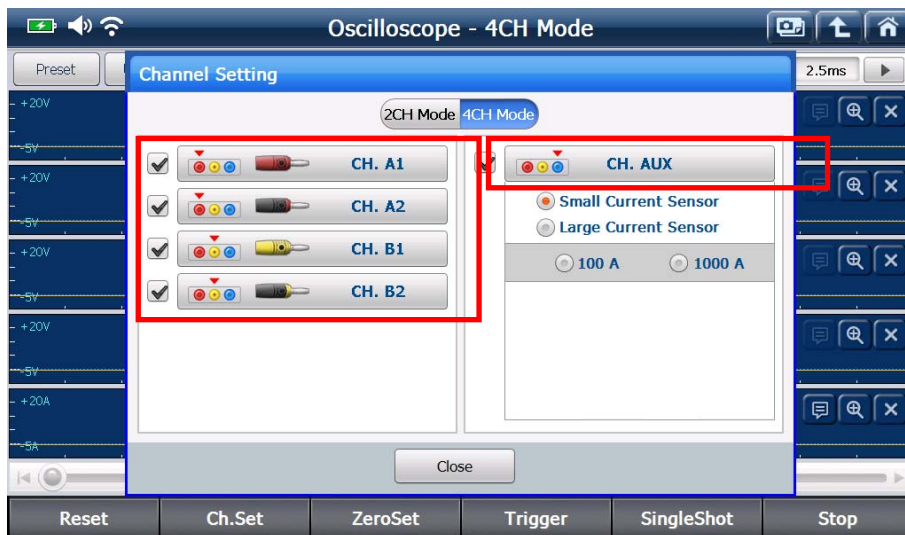 Oscilloscope - 4CH Mode
Preset
2.5ms
Channel Setting
2CH Mode 4CH Mode
CH. A1
CH. A2
CH. B1
CH. B2
CH. AUX
Small Current Sensor
Large Current Sensor
100 A
1000 A
+20V
-5V
+20V
-5V
+20V
-5V
+20V
-5V
+20A
-5A
Close
Reset
Ch.Set
ZeroSet
Trigger
SingleShot
Stop